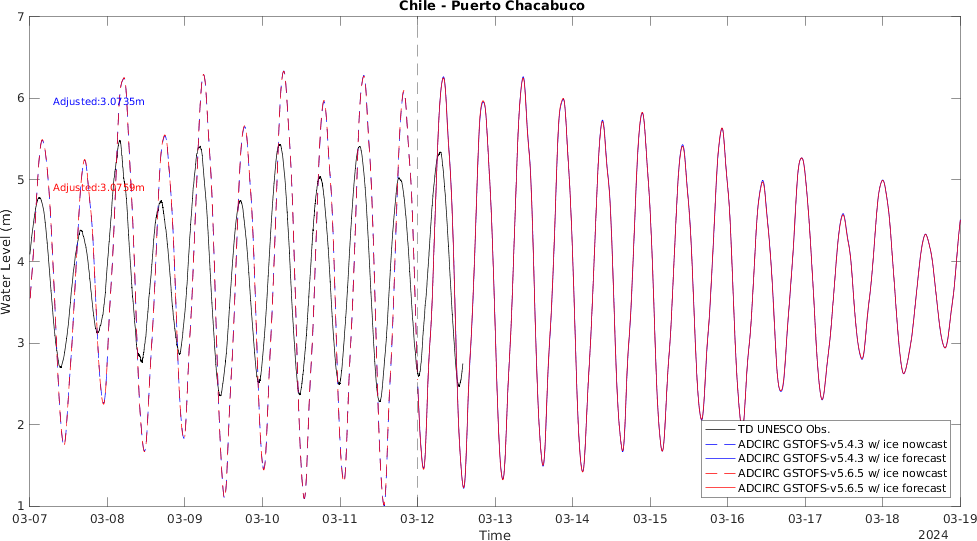 Chile - Puerto Chacabuco
7
6
5
4
3
2
1
Water Level (m)
Adjusted:3.0735m
Adjusted:3.0759m
TD UNESCO Obs.
ADCIRC GSTOFS-v5.4.3 w/ ice nowcast
ADCIRC GSTOFS-v5.4.3 w/ ice forecast
ADCIRC GSTOFS-v5.6.5 w/ ice nowcast
ADCIRC GSTOFS-v5.6.5 w/ ice forecast
03-07 03-08 03-09 03-10 03-11 03-12 03-13 03-14 03-15 03-16 03-17 03-18 03-19
Time
2024